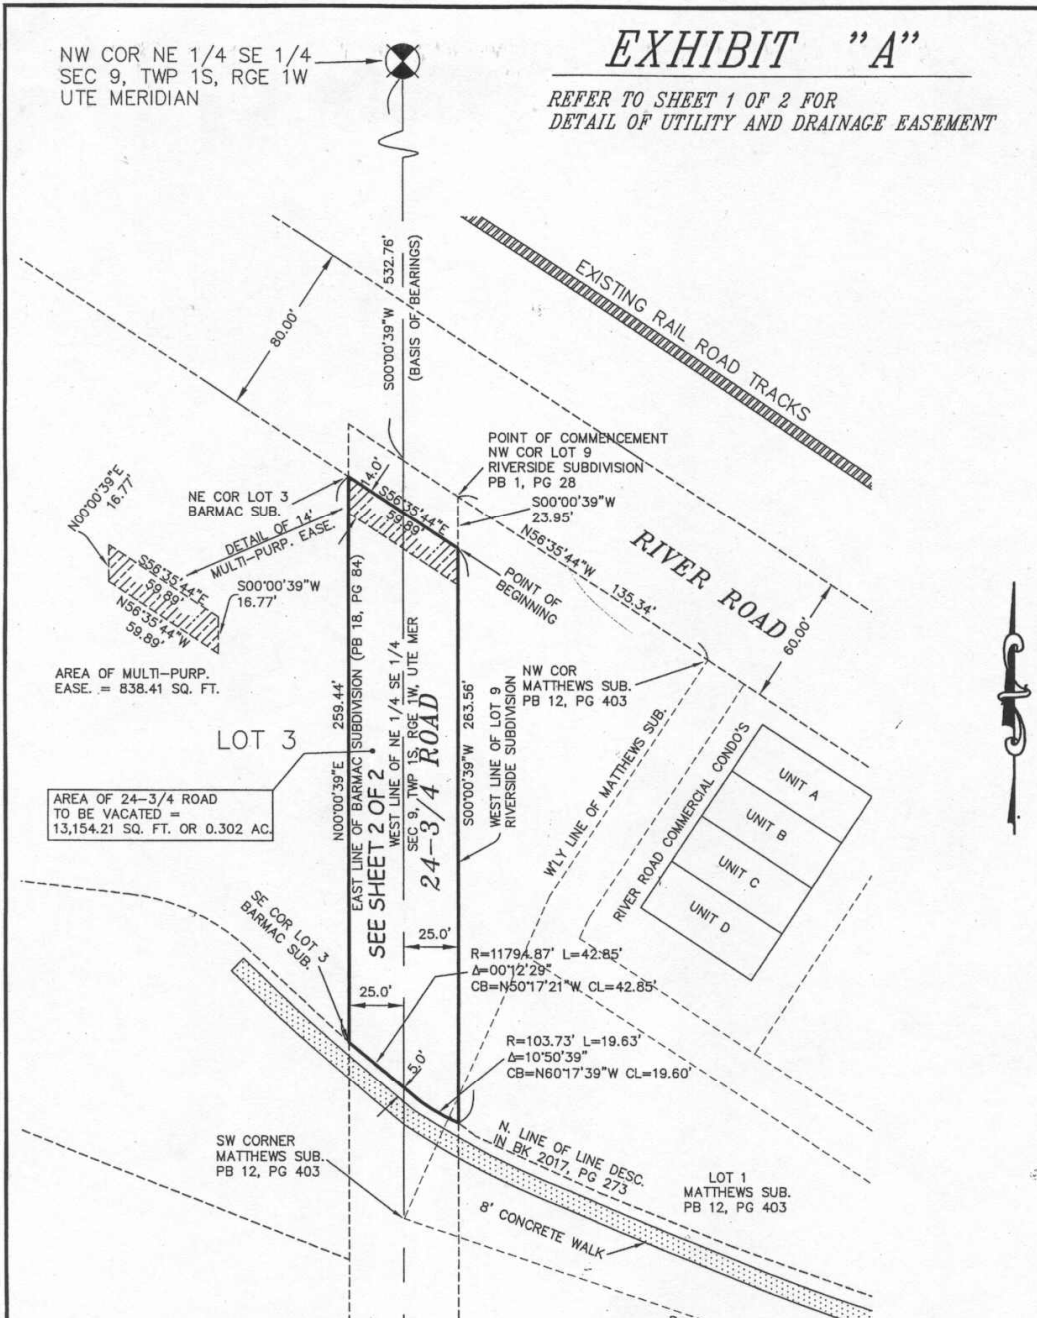 EXHIBIT "A"
REFER TO SHEET 1 OF 2 FOR
DETAIL OF UTILITY AND DRAINAGE EASEMENT
NW COR NE 1/4 SE 1/4
SEC 9, TWP 1S, RGE 1W
UTE MERIDIAN
S00°00'39"W 532.76'
(BASIS OF BEARINGS)
80.00'
EXISTING RAIL ROAD TRACKS
POINT OF COMMENCEMENT
NW COR LOT 9
RIVERSIDE SUBDIVISION
PB 1, PG 28
S00°00'39"W
23.95'
N56°35'44"W 135.34'
RIVER ROAD
60.00'
NE COR LOT 3
BARMAC SUB.
14.0'
S56°35'44"E
59.89'
POINT OF
BEGINNING
DETAIL OF 14'
MULTI-PURP. EASE.
N00°00'39"E
16.77'
S56°35'44"E
59.89'
N56°35'44"W
59.89'
S00°00'39"W
16.77'
AREA OF MULTI-PURP.
EASE. = 838.41 SQ. FT.
LOT 3
AREA OF 24-3/4 ROAD
TO BE VACATED =
13,154.21 SQ. FT. OR 0.302 AC.
N00°00'39"E 259.44'
EAST LINE OF BARMAC SUBDIVISION (PB 18, PG 84)
SEE SHEET 2 OF 2
WEST LINE OF NE 1/4 SE 1/4
SEC 9, TWP 1S, RGE 1W, UTE MER
24-3/4 ROAD
S00°00'39"W 263.56'
WEST LINE OF LOT 9
RIVERSIDE SUBDIVISION
NW COR
MATTHEWS SUB.
PB 12, PG 403
WLY LINE OF MATTHEWS SUB.
RIVER ROAD COMMERCIAL CONDO'S
UNIT A
UNIT B
UNIT C
UNIT D
SE COR LOT 3
BARMAC SUB.
25.0'
25.0'
R=11794.87' L=42.85'
Δ=00°12'29"
CB=N50°17'21"W CL=42.85'
5.0'
R=103.73' L=19.63'
Δ=10°50'39"
CB=N60°17'39"W CL=19.60'
SW CORNER
MATTHEWS SUB.
PB 12, PG 403
N. LINE OF LINE DESC.
IN BK 2017, PG 273
8' CONCRETE WALK
LOT 1
MATTHEWS SUB.
PB 12, PG 403